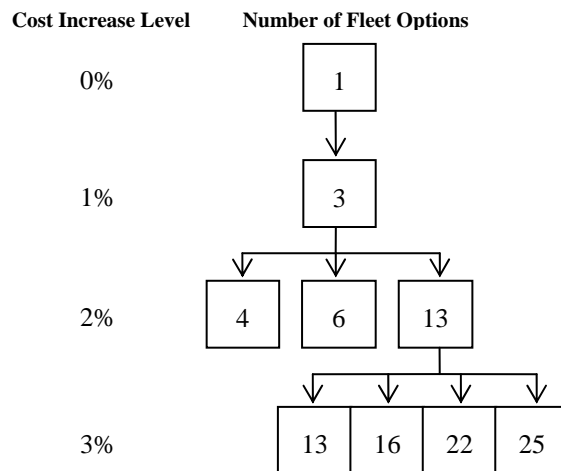 Cost Increase Level Number of Fleet Options
0% 1
1% 3
2% 4 6 13
3% 13 16 22 25